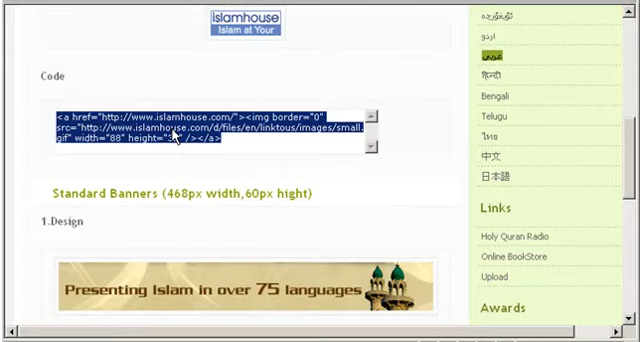 islamhouse
Islam at Your
Code
<a href="http://www.islamhouse.com/"><img border="0"
src="http://www.islamhouse.com/d/files/en/linktous/images/small.
gif" width="88" height="3 " /></a>
Standard Banners (468px width,60px hight)
1.Design
Presenting Islam in over 75 languages
ئۇيغۇرچە
اردو
عربي
हिन्दी
Bengali
Telugu
ไทย
中文
日本語
Links
Holy Quran Radio
Online BookStore
Upload
Awards